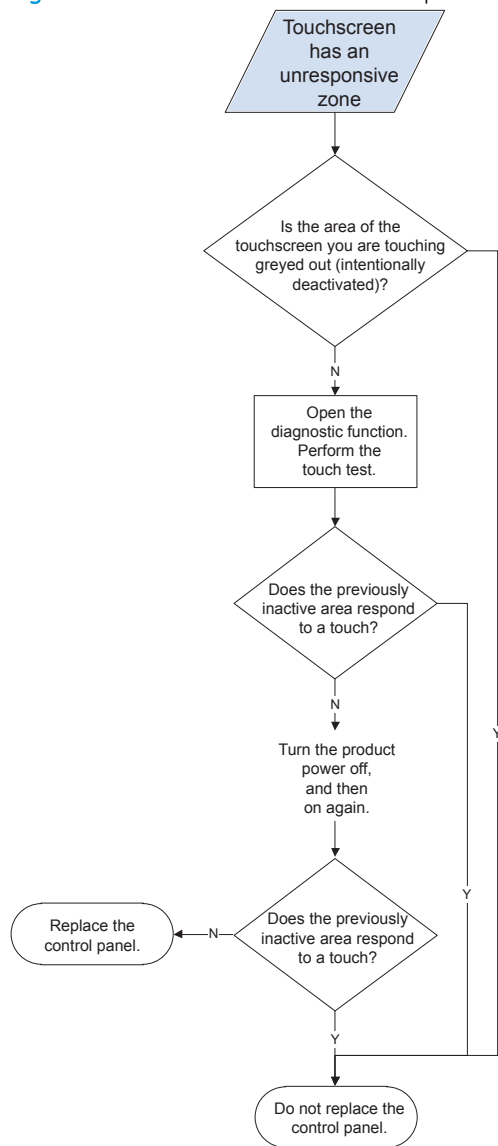 Touchscreen
has an
unresponsive
zone
Is the area of the
touchscreen you are touching
greyed out (intentionally
deactivated)?
N
Open the
diagnostic function.
Perform the
touch test.
Does the previously
inactive area respond
to a touch?
N
Y
Turn the product
power off,
and then
on again.
Y
Replace the
control panel.
N
Does the previously
inactive area respond
to a touch?
Y
Do not replace the
control panel.